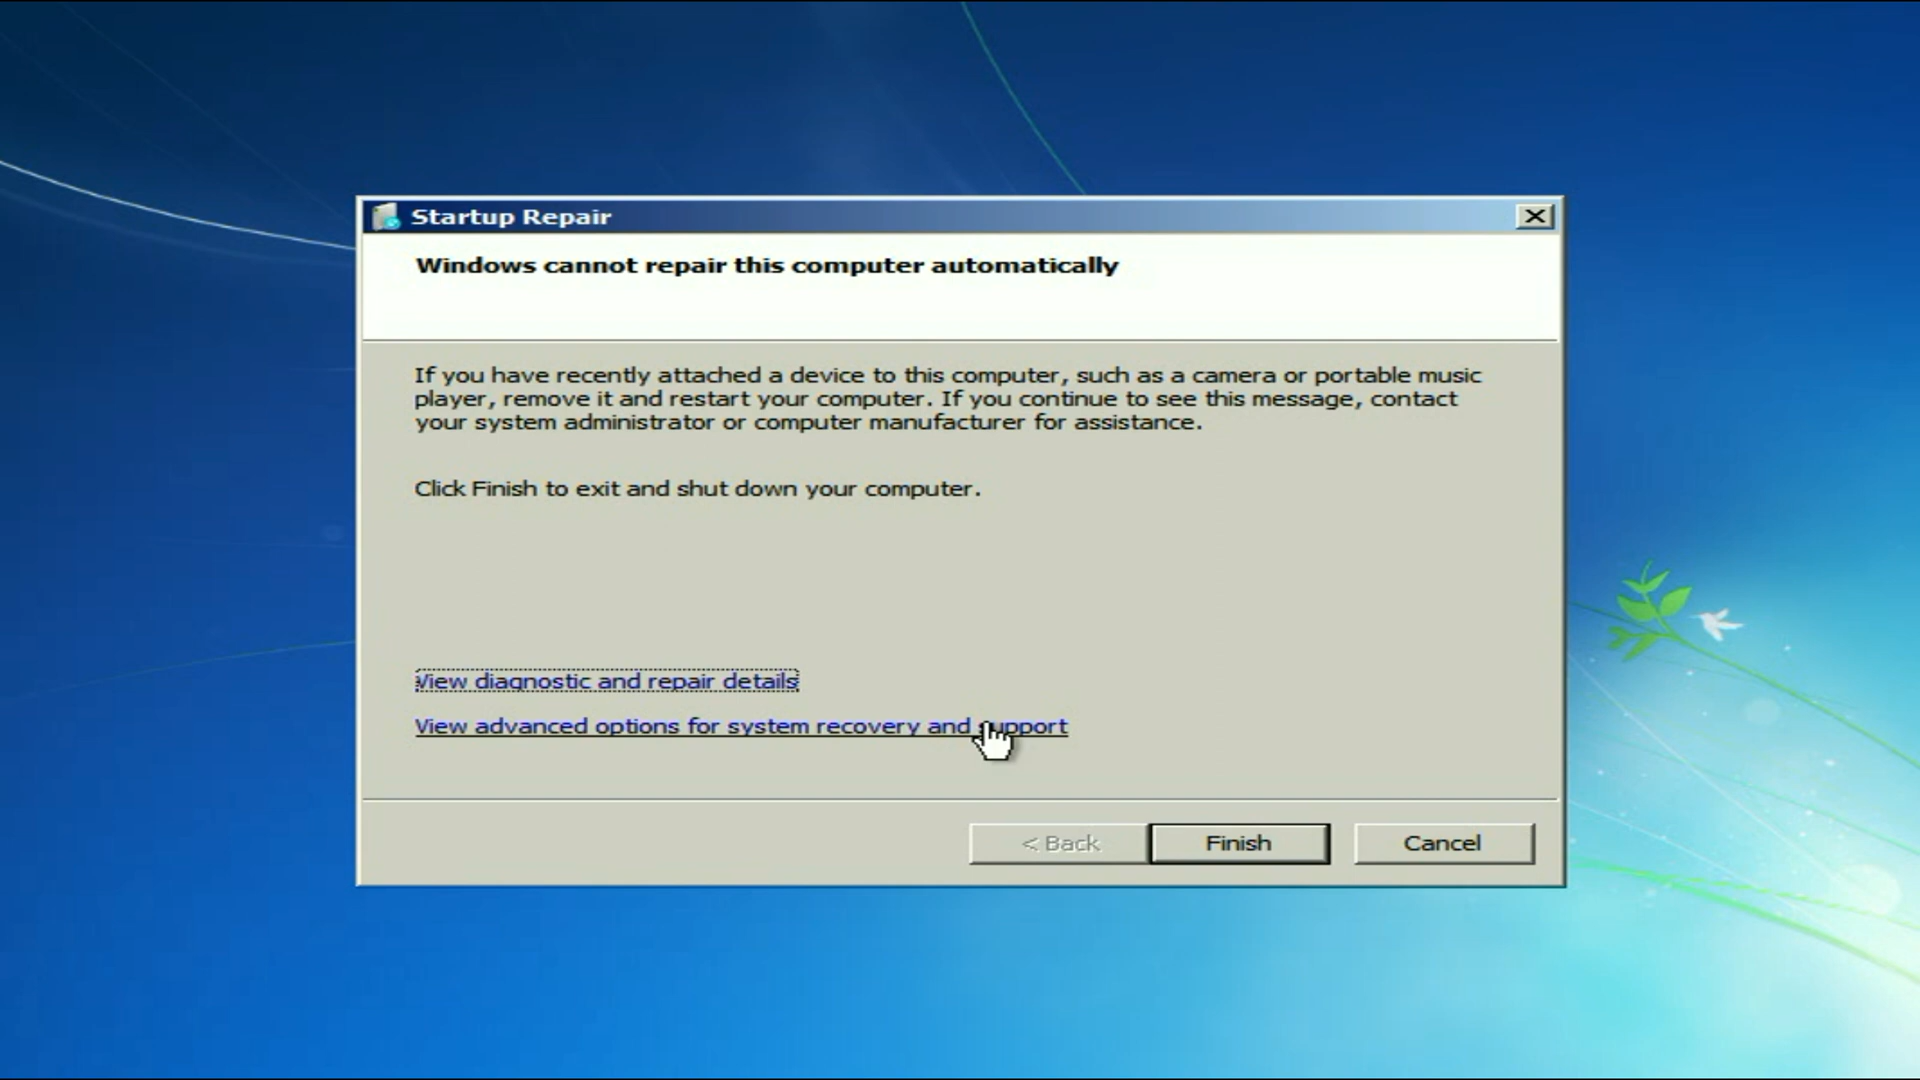 Startup Repair
Windows cannot repair this computer automatically
If you have recently attached a device to this computer, such as a camera or portable music
player, remove it and restart your computer. If you continue to see this message, contact
your system administrator or computer manufacturer for assistance.
Click Finish to exit and shut down your computer.
View diagnostic and repair details
View advanced options for system recovery and support
< Back
Finish
Cancel